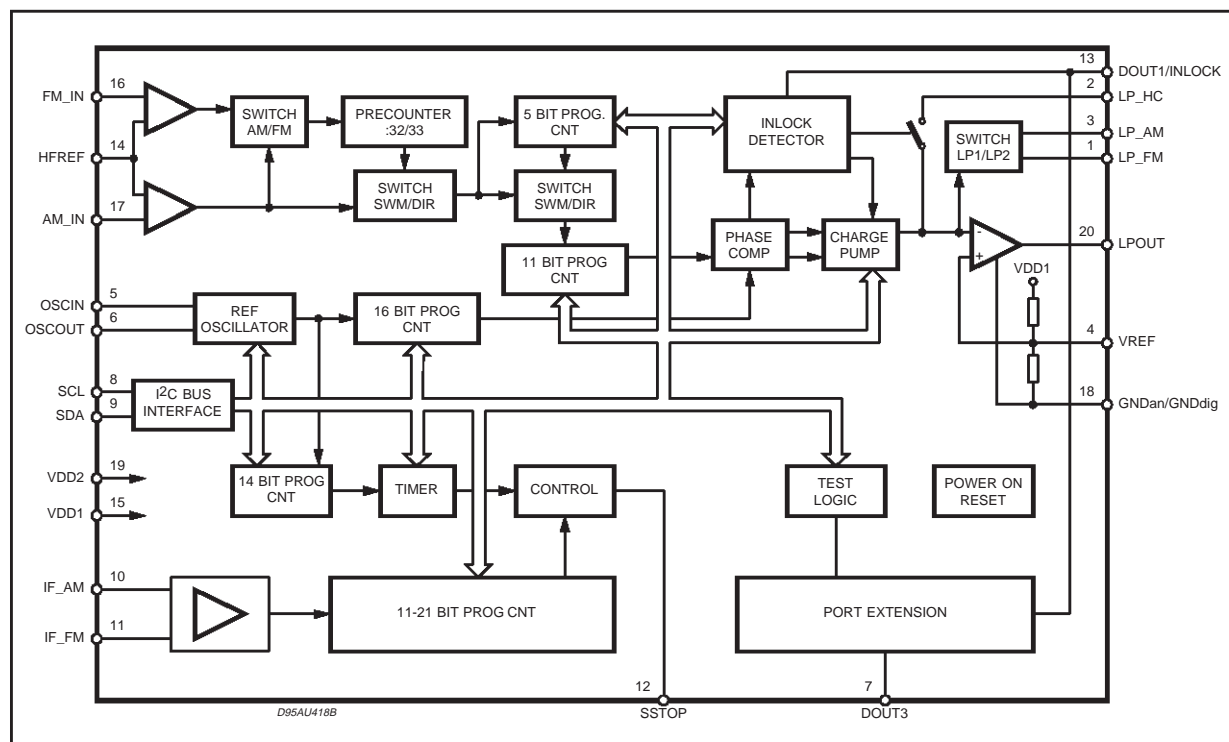 16
FM_IN
14
HFREF
17
AM_IN
SWITCH
AM/FM
PRECOUNTER
:32/33
5 BIT PROG.
CNT
SWITCH
SWM/DIR
SWITCH
SWM/DIR
11 BIT PROG
CNT
INLOCK
DETECTOR
PHASE
COMP
CHARGE
PUMP
SWITCH
LP1/LP2
-
+
13
DOUT1/INLOCK
2
LP_HC
3
LP_AM
1
LP_FM
20
LPOUT
VDD1
4
VREF
18
GNDan/GNDdig
5
OSCIN
6
OSCOUT
REF
OSCILLATOR
16 BIT PROG
CNT
8
SCL
9
SDA
I2C BUS
INTERFACE
19
VDD2
15
VDD1
14 BIT PROG
CNT
TIMER
CONTROL
TEST
LOGIC
POWER ON
RESET
10
IF_AM
11
IF_FM
11-21 BIT PROG CNT
PORT EXTENSION
D95AU418B
12
SSTOP
7
DOUT3